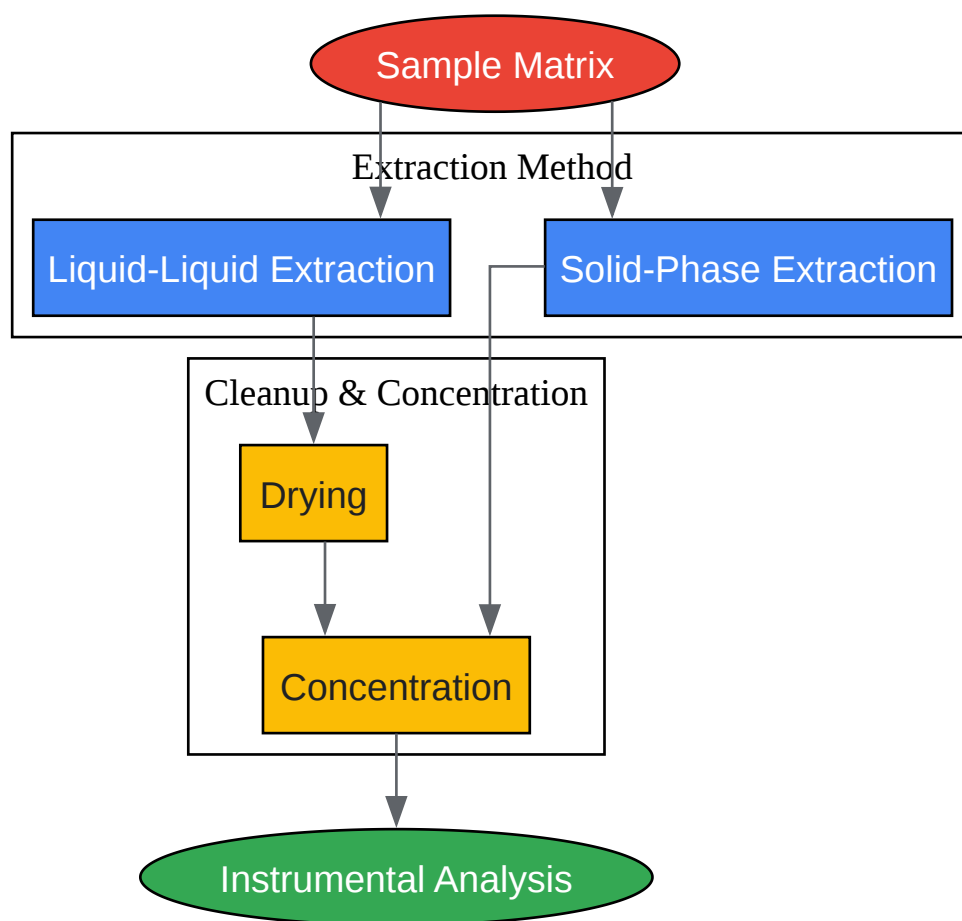 Sample Matrix
Extraction Method
Liquid-Liquid Extraction
Solid-Phase Extraction
Cleanup & Concentration
Drying
Concentration
Instrumental Analysis